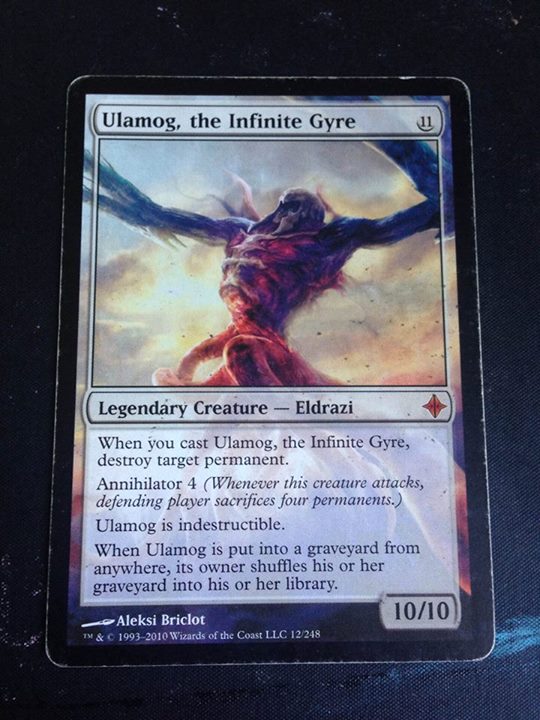 Ulamog, the Infinite Gyre 11
Legendary Creature — Eldrazi
When you cast Ulamog, the Infinite Gyre,
destroy target permanent.
Annihilator 4 (Whenever this creature attacks,
defending player sacrifices four permanents.)
Ulamog is indestructible.
When Ulamog is put into a graveyard from
anywhere, its owner shuffles his or her
graveyard into his or her library.
10/10
Aleksi Briclot
™ & © 1993–2010 Wizards of the Coast LLC 12/248